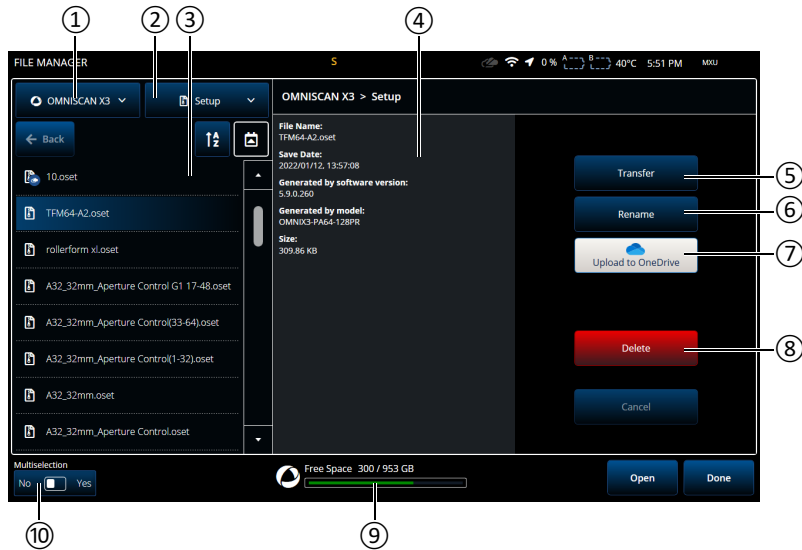 ① ② ③ ④
FILE MANAGER S 0 % A B 40°C 5:51 PM MXU
OMNISCAN X3 Setup OMNISCAN X3 > Setup
Back
File Name:
TFM64-A2.oset
Save Date:
2022/01/12, 13:57:08
Generated by software version:
5.9.0.260
Generated by model:
OMNIX3-PA64-128PR
Size:
309.86 KB
10.oset
TFM64-A2.oset
rollerform xl.oset
A32_32mm_Aperture Control G1 17-48.oset
A32_32mm_Aperture Control(33-64).oset
A32_32mm_Aperture Control(1-32).oset
A32_32mm.oset
A32_32mm_Aperture Control.oset
Transfer ⑤
Rename ⑥
Upload to OneDrive ⑦
Delete ⑧
Cancel
Multiselection
No Yes
Free Space 300 / 953 GB
Open Done
⑩ ⑨